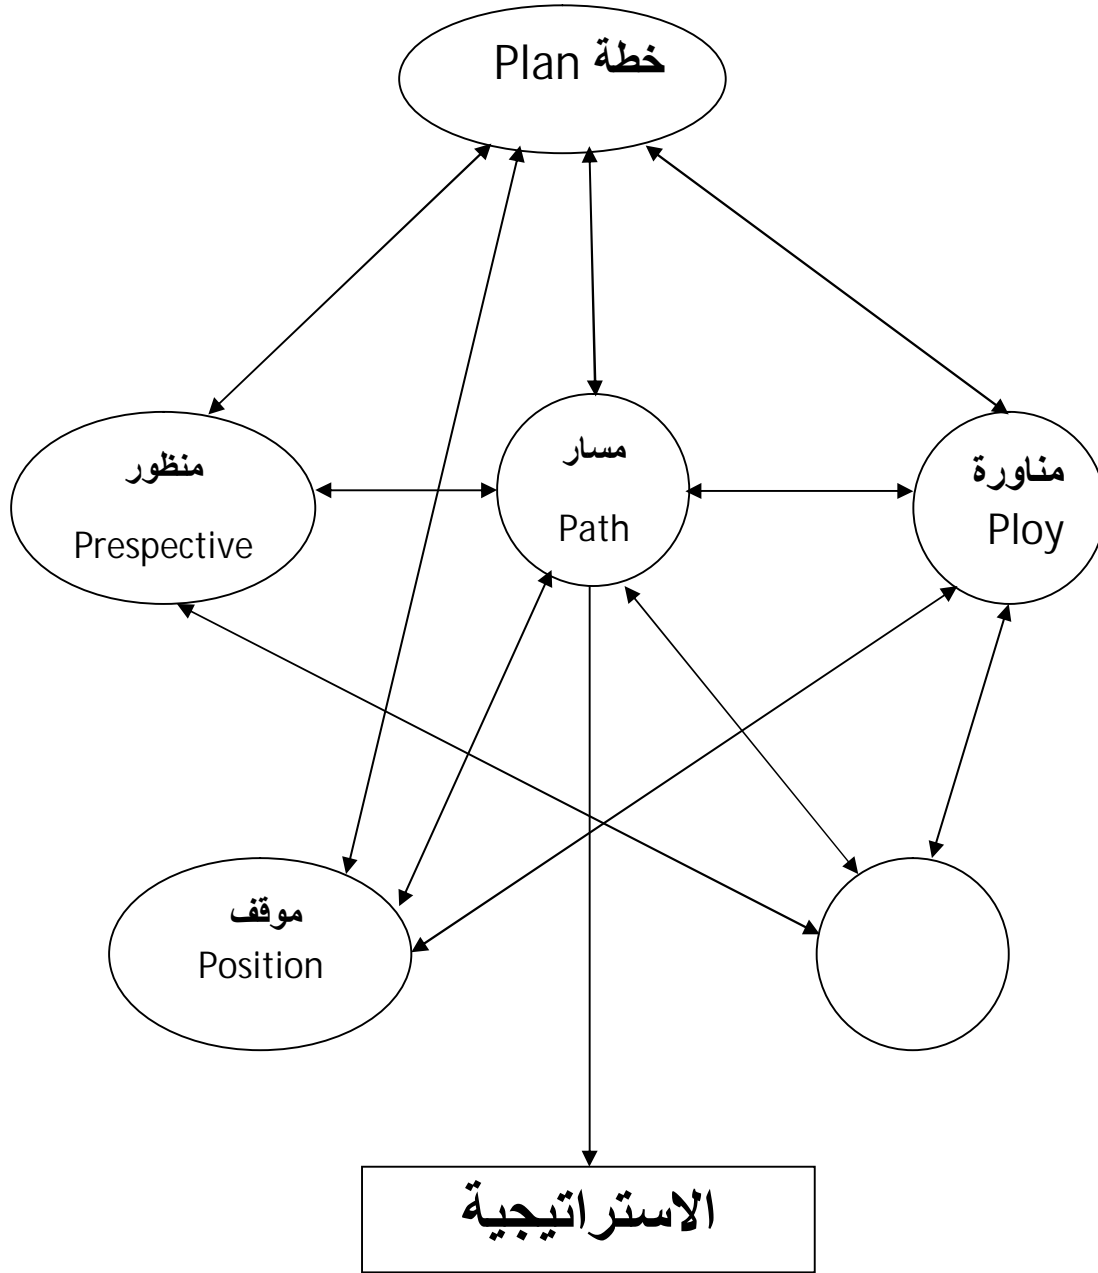 خطة Plan
منظور
Prespective
مسار
Path
مناورة
Ploy
موقف
Position
الاستراتيجية